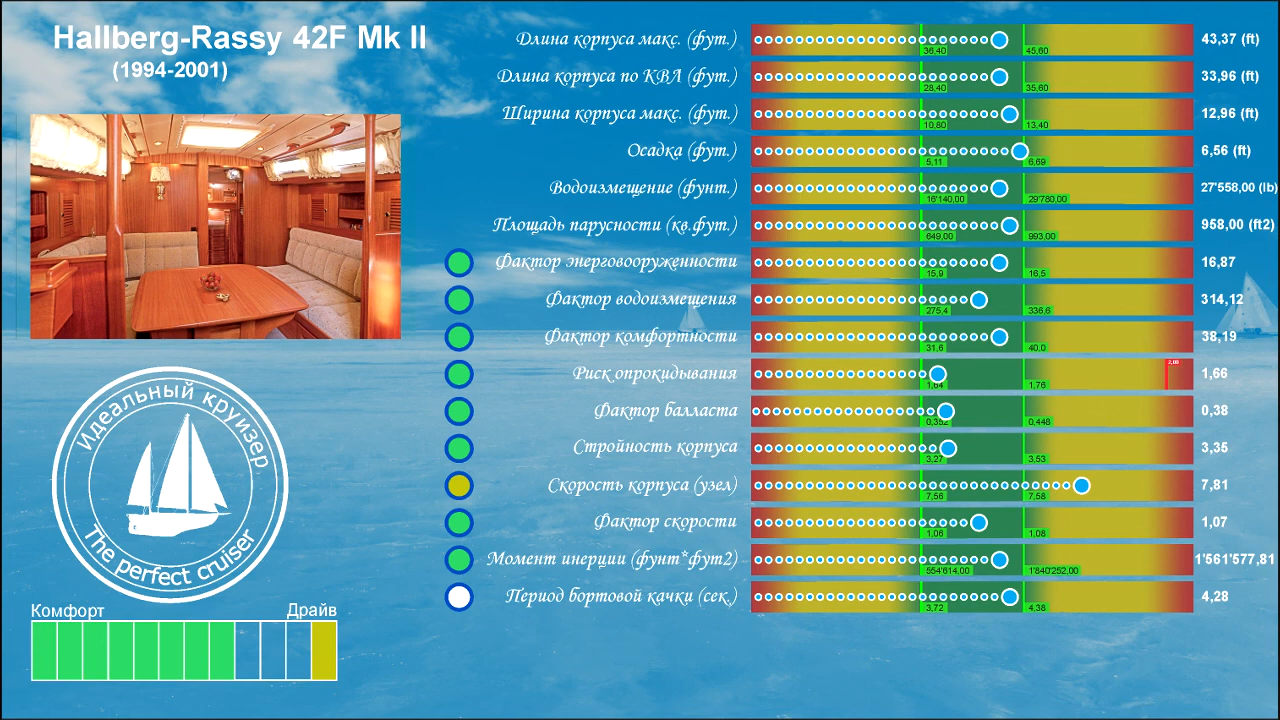 Hallberg-Rassy 42F Mk II
(1994-2001)
Длина корпуса макс. (фут.)
36,40
45,60
43,37 (ft)
Длина корпуса по КВЛ (фут.)
28,40
35,60
33,96 (ft)
Ширина корпуса макс. (фут.)
10,80
13,40
12,96 (ft)
Осадка (фут.)
5,11
6,69
6,56 (ft)
Водоизмещение (фунт.)
16'140,00
29'780,00
27'558,00 (lb)
Площадь парусности (кв.фут.)
649,00
993,00
958,00 (ft2)
Фактор энерговооруженности
15,9
16,5
16,87
Фактор водоизмещения
275,4
336,6
314,12
Фактор комфортности
31,6
40,0
38,19
Риск опрокидывания
1,64
1,76
2,08
1,66
Фактор балласта
0,352
0,448
0,38
Стройность корпуса
3,27
3,53
3,35
Скорость корпуса (узел)
7,56
7,58
7,81
Фактор скорости
1,06
1,08
1,07
Момент инерции (фунт*фут2)
554'614,00
1'840'252,00
1'561'577,81
Период бортовой качки (сек.)
3,72
4,38
4,28
Идеальный круизер
The perfect cruiser
Комфорт
Драйв